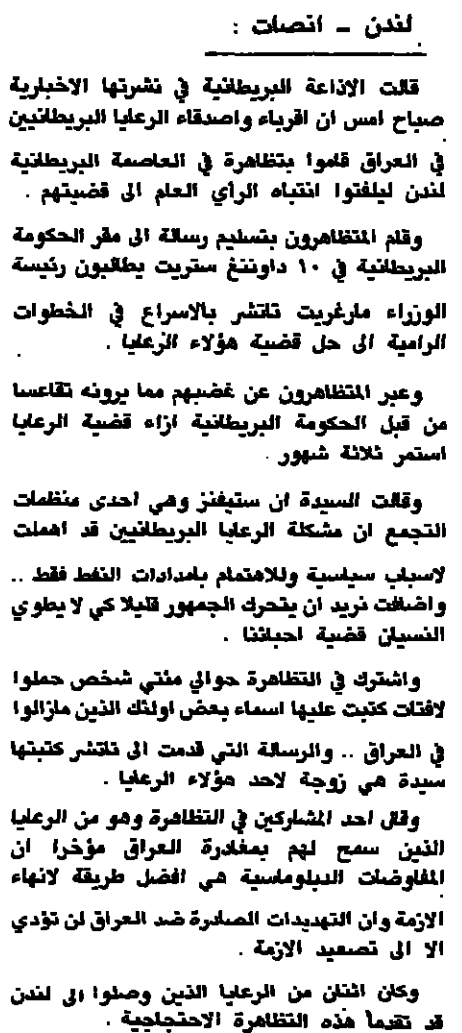 لندن ـ انصات :
قالت الاذاعة البريطانية في نشرتها الاخبارية
صباح امس ان اقرباء واصدقاء الرعايا البريطانيين
في العراق قاموا بتظاهرة في العاصمة البريطانية
لندن ليلفتوا انتباه الرأي العام الى قضيتهم .
وقام المتظاهرون بتسليم رسالة الى مقر الحكومة
البريطانية في ١٠ داوننغ ستريت يطالبون رئيسة
الوزراء مارغريت تاتشر بالاسراع في الخطوات
الرامية الى حل قضية هؤلاء الرعايا .
وعبر المتظاهرون عن غضبهم مما يرونه تقاعسا
من قبل الحكومة البريطانية ازاء قضية الرعايا
استمر ثلاثة شهور .
وقالت السيدة ان ستيفنز وهي احدى منظمات
التجمع ان مشكلة الرعايا البريطانيين قد اهملت
لاسباب سياسية وللاهتمام بامدادات النفط فقط ..
واضافت نريد ان يتحرك الجمهور قليلا كي لا يطوي
النسيان قضية احبائنا .
واشترك في التظاهرة حوالي مئتي شخص حملوا
لافتات كتبت عليها اسماء بعض اولئك الذين مازالوا
في العراق .. والرسالة التي قدمت الى تاتشر كتبتها
سيدة هي زوجة لاحد هؤلاء الرعايا .
وقال احد المشاركين في التظاهرة وهو من الرعايا
الذين سمح لهم بمغادرة العراق مؤخرا ان
المفاوضات الدبلوماسية هي افضل طريقة لانهاء
الازمة وان التهديدات الصادرة ضد العراق لن تؤدي
الا الى تصعيد الازمة .
وكان اثنان من الرعايا الذين وصلوا الى لندن
قد تقدما هذه التظاهرة الاحتجاجية .